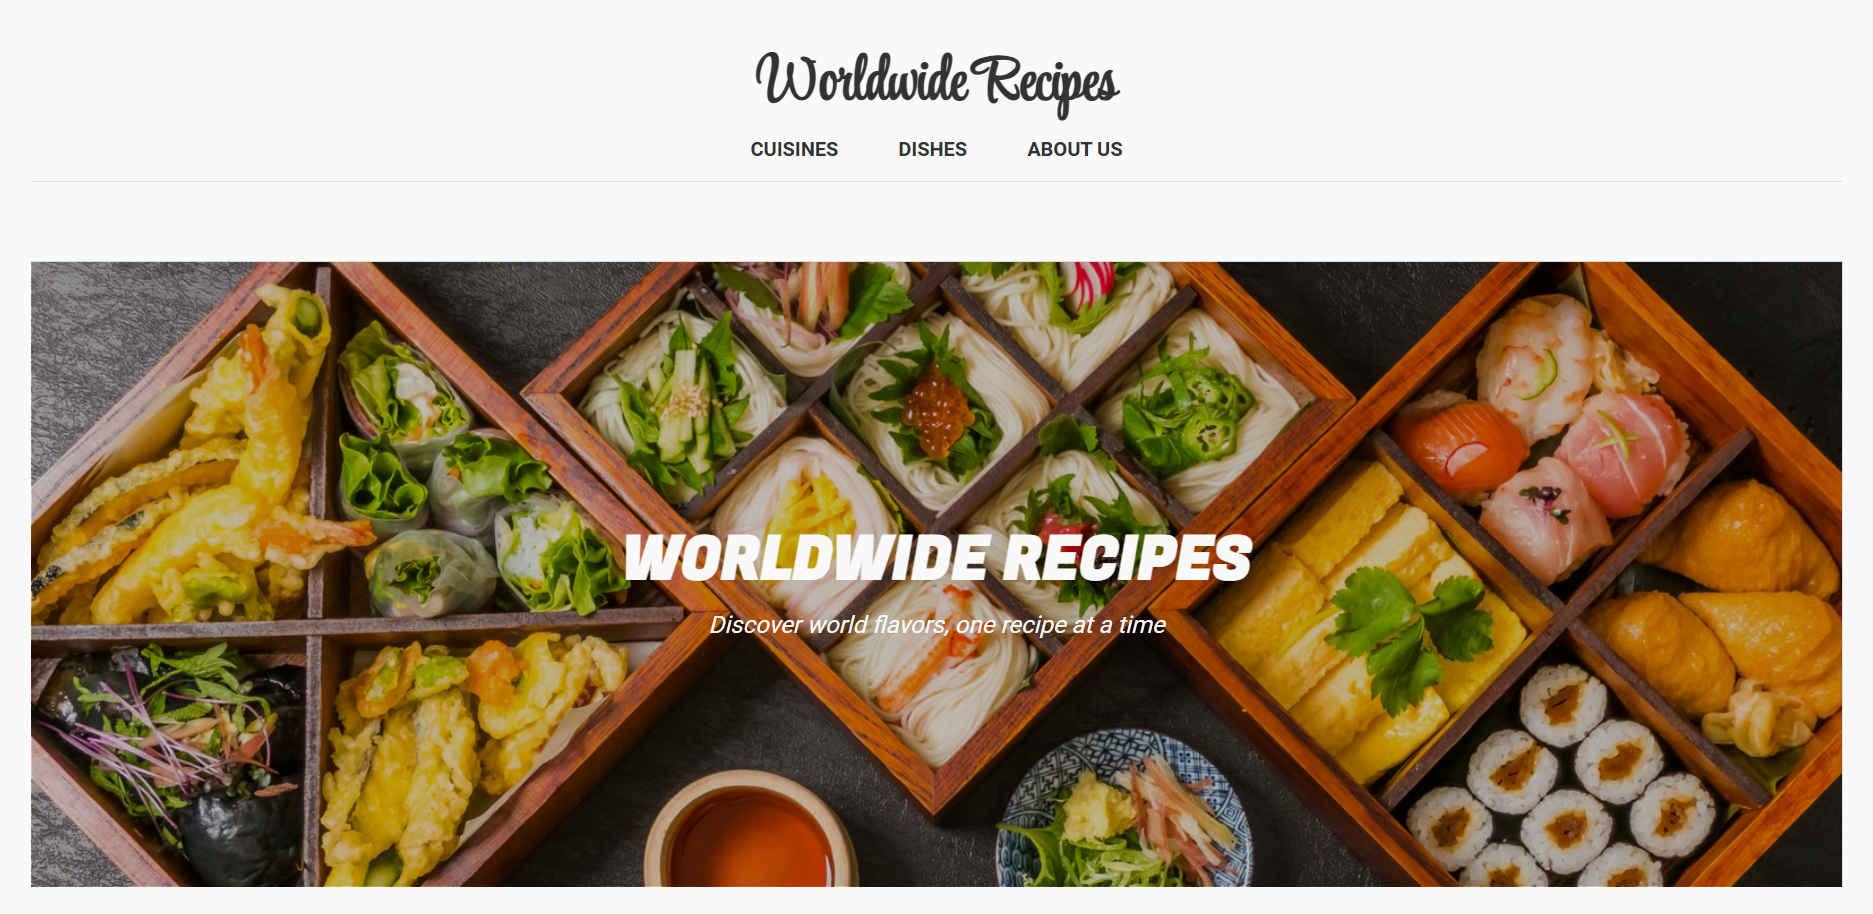 Worldwide Recipes
CUISINES DISHES ABOUT US
WORLDWIDE RECIPES
Discover world flavors, one recipe at a time